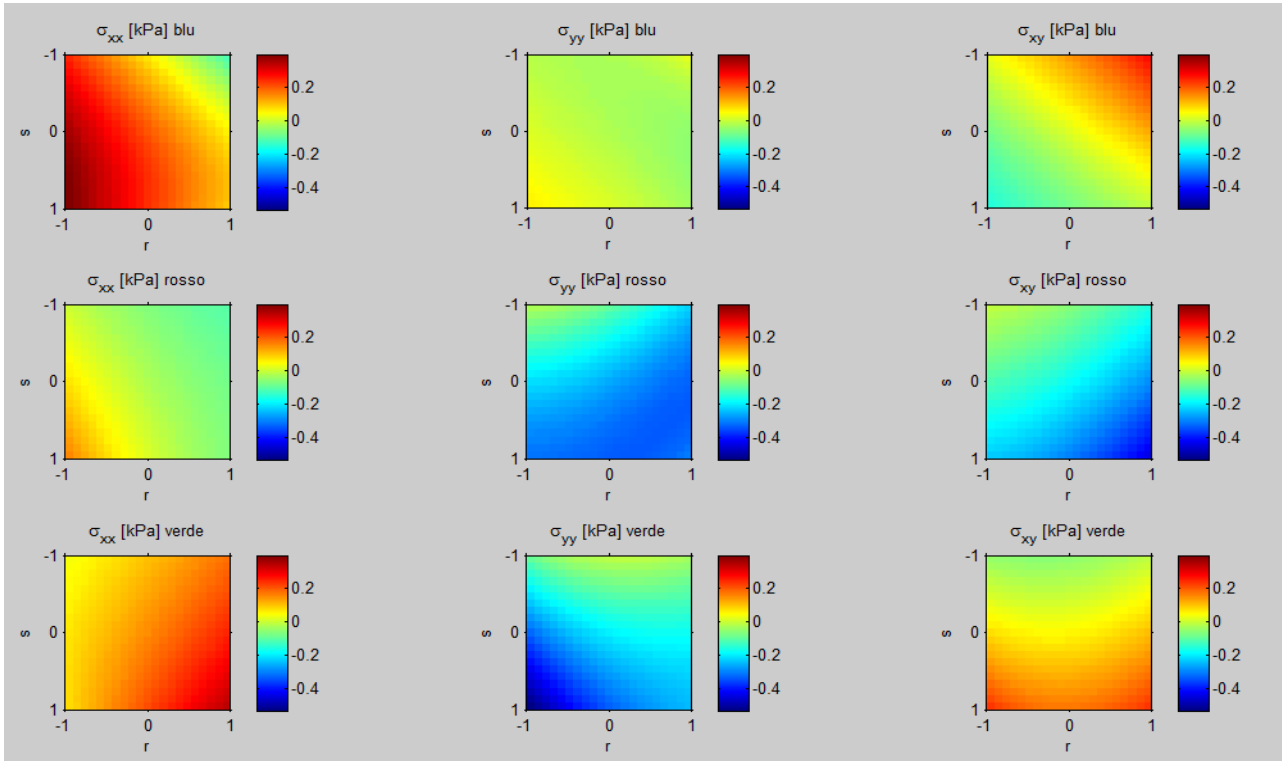 σxx [kPa] blu
σyy [kPa] blu
σxy [kPa] blu
-1 0.2 -1 0.2 -1 0.2
s 0 0 s 0 0 s 0 0
-0.2 -0.2 -0.2
-0.4 -0.4 -0.4
1 1 1
-1 0 1 -1 0 1 -1 0 1
r r r
σxx [kPa] rosso
σyy [kPa] rosso
σxy [kPa] rosso
-1 0.2 -1 0.2 -1 0.2
s 0 0 s 0 0 s 0 0
-0.2 -0.2 -0.2
-0.4 -0.4 -0.4
1 1 1
-1 0 1 -1 0 1 -1 0 1
r r r
σxx [kPa] verde
σyy [kPa] verde
σxy [kPa] verde
-1 0.2 -1 0.2 -1 0.2
s 0 0 s 0 0 s 0 0
-0.2 -0.2 -0.2
-0.4 -0.4 -0.4
1 1 1
-1 0 1 -1 0 1 -1 0 1
r r r